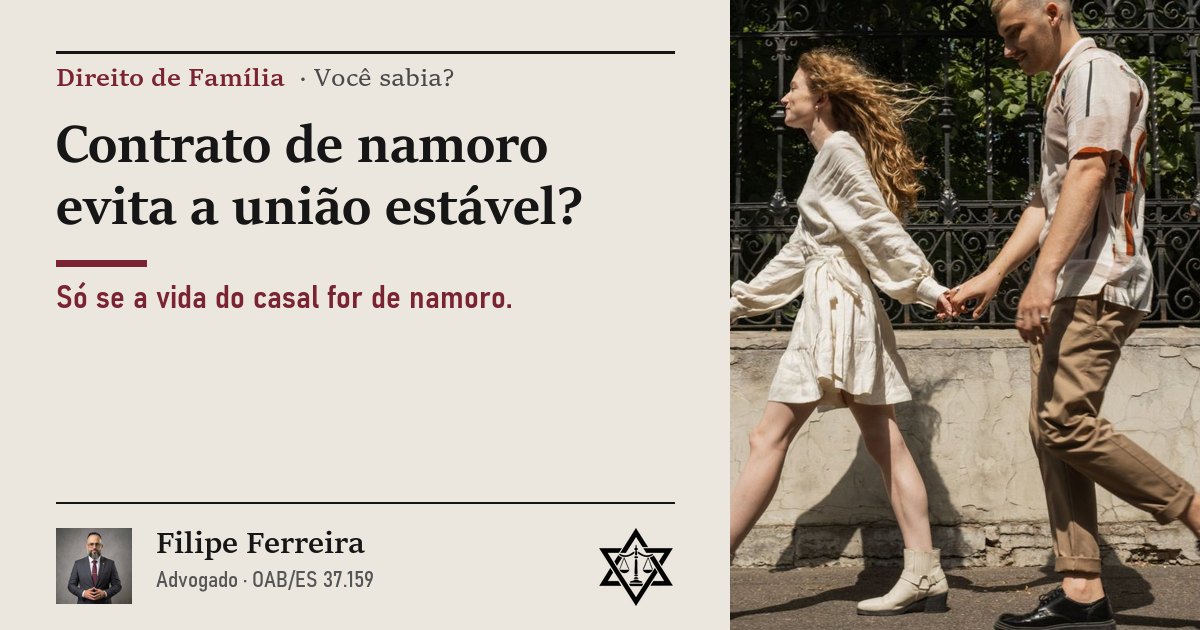 Direito de Família · Você sabia?
Contrato de namoro
evita a união estável?
Só se a vida do casal for de namoro.
Filipe Ferreira
Advogado · OAB/ES 37.159